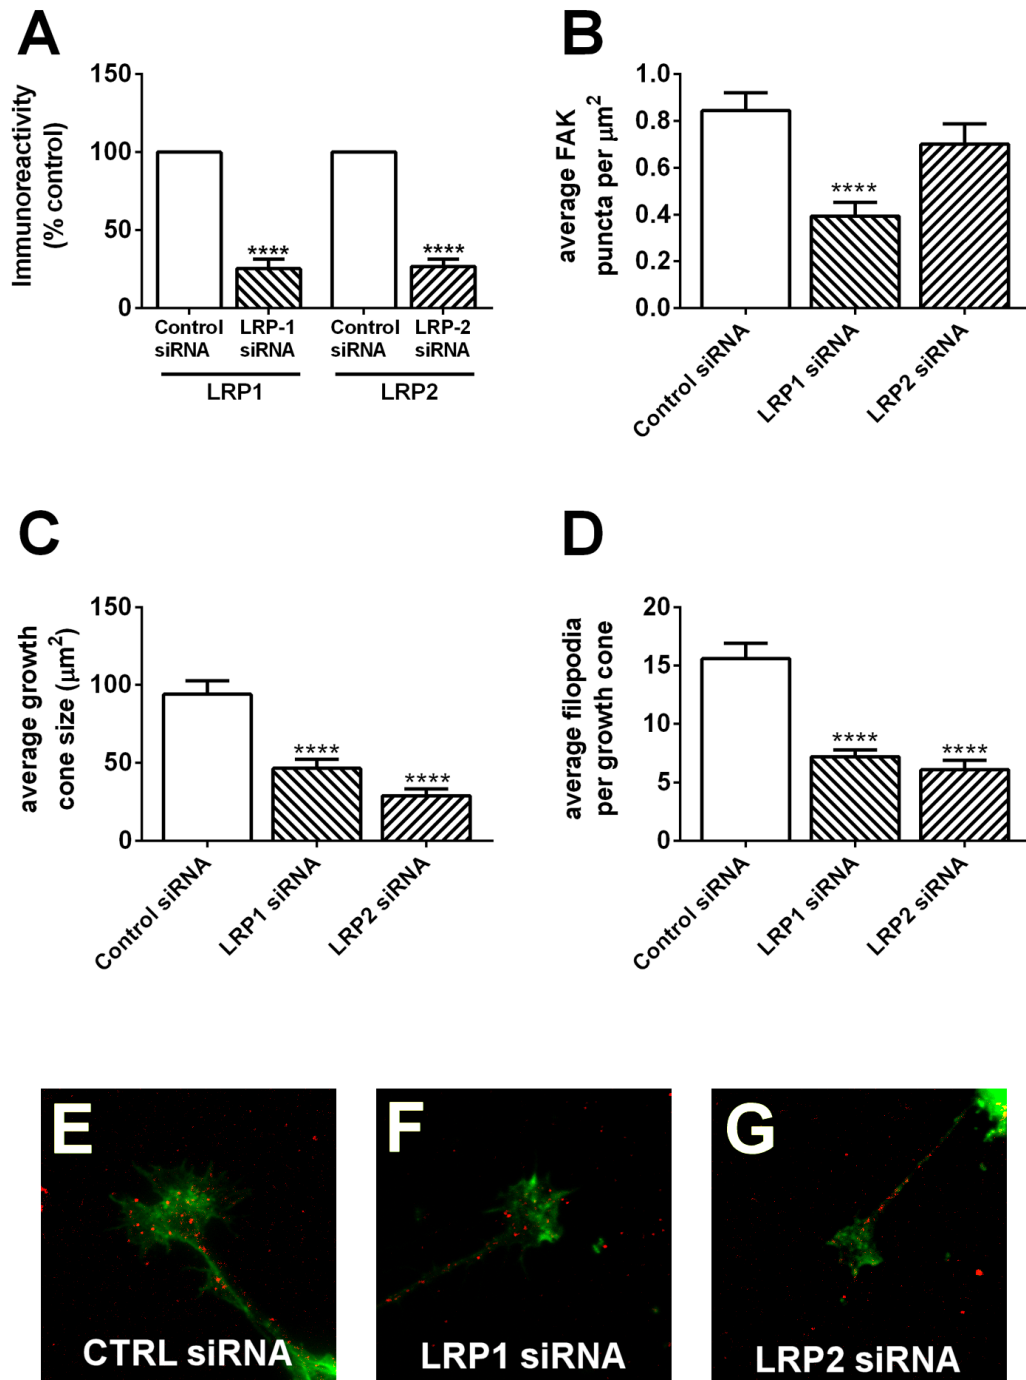 A
Immunoreactivity
(% control)
150
100
50
0
****
****
Control
siRNA
LRP-1
siRNA
Control
siRNA
LRP-2
siRNA
LRP1
LRP2
B
average FAK
puncta per μm²
1.0
0.8
0.6
0.4
0.2
0.0
****
Control siRNA
LRP1 siRNA
LRP2 siRNA
C
average growth
cone size (μm²)
150
100
50
0
****
****
Control siRNA
LRP1 siRNA
LRP2 siRNA
D
average filopodia
per growth cone
20
15
10
5
0
****
****
Control siRNA
LRP1 siRNA
LRP2 siRNA
E
CTRL siRNA
F
LRP1 siRNA
G
LRP2 siRNA